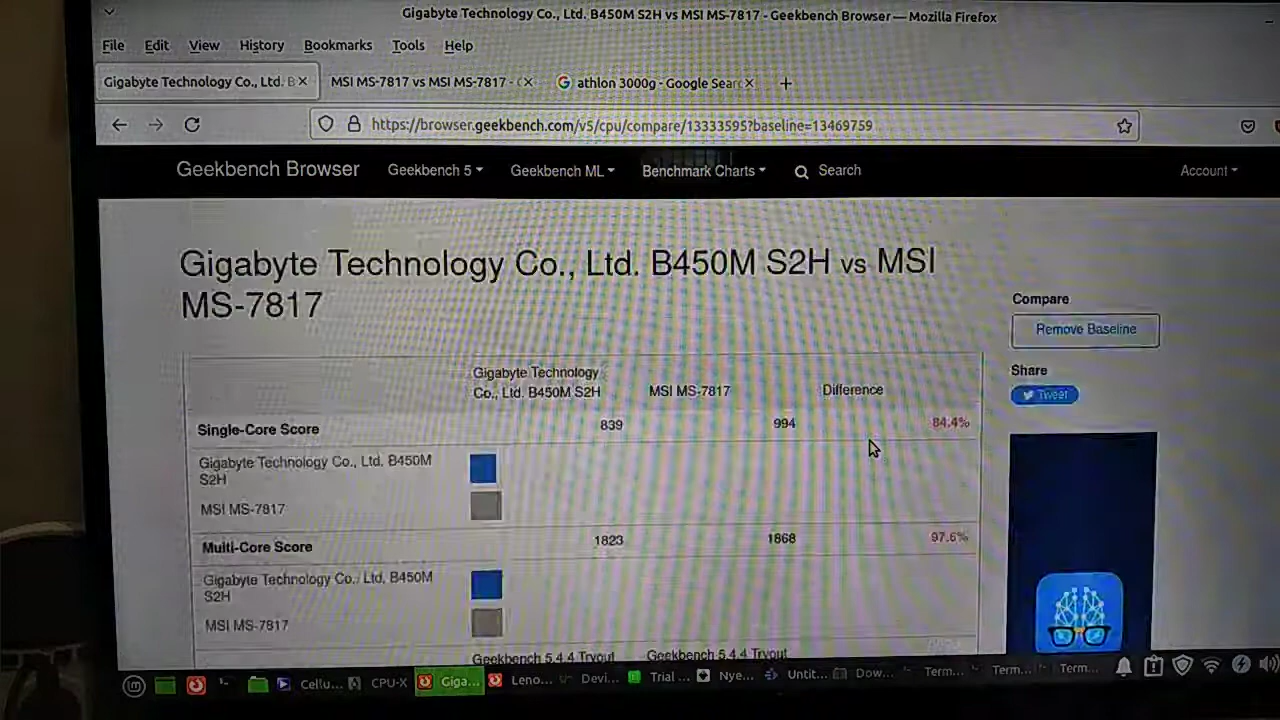 Gigabyte Technology Co., Ltd. B450M S2H vs MSI MS-7817 - Geekbench Browser — Mozilla Firefox
File Edit View History Bookmarks Tools Help
Gigabyte Technology Co., Ltd. B
MSI MS-7817 vs MSI MS-7817 -
athlon 3000g - Google Sear
https://browser.geekbench.com/v5/cpu/compare/13333595?baseline=13469759
Geekbench Browser Geekbench 5 Geekbench ML Benchmark Charts Search Account
Gigabyte Technology Co., Ltd. B450M S2H vs MSI
MS-7817
Compare
Remove Baseline
Share
Tweet
Gigabyte Technology
Co., Ltd. B450M S2H MSI MS-7817 Difference
Single-Core Score 839 994 84.4%
Gigabyte Technology Co., Ltd. B450M
S2H
MSI MS-7817
Multi-Core Score 1823 1868 97.6%
Gigabyte Technology Co., Ltd. B450M
S2H
MSI MS-7817
Geekbench 5.4.4 Tryout Geekbench 5.4.4 Tryout
Cellu... CPU-X Giga... Leno... Devi... Trial ... Nye... Untit... Dow... Term... Term... Term...